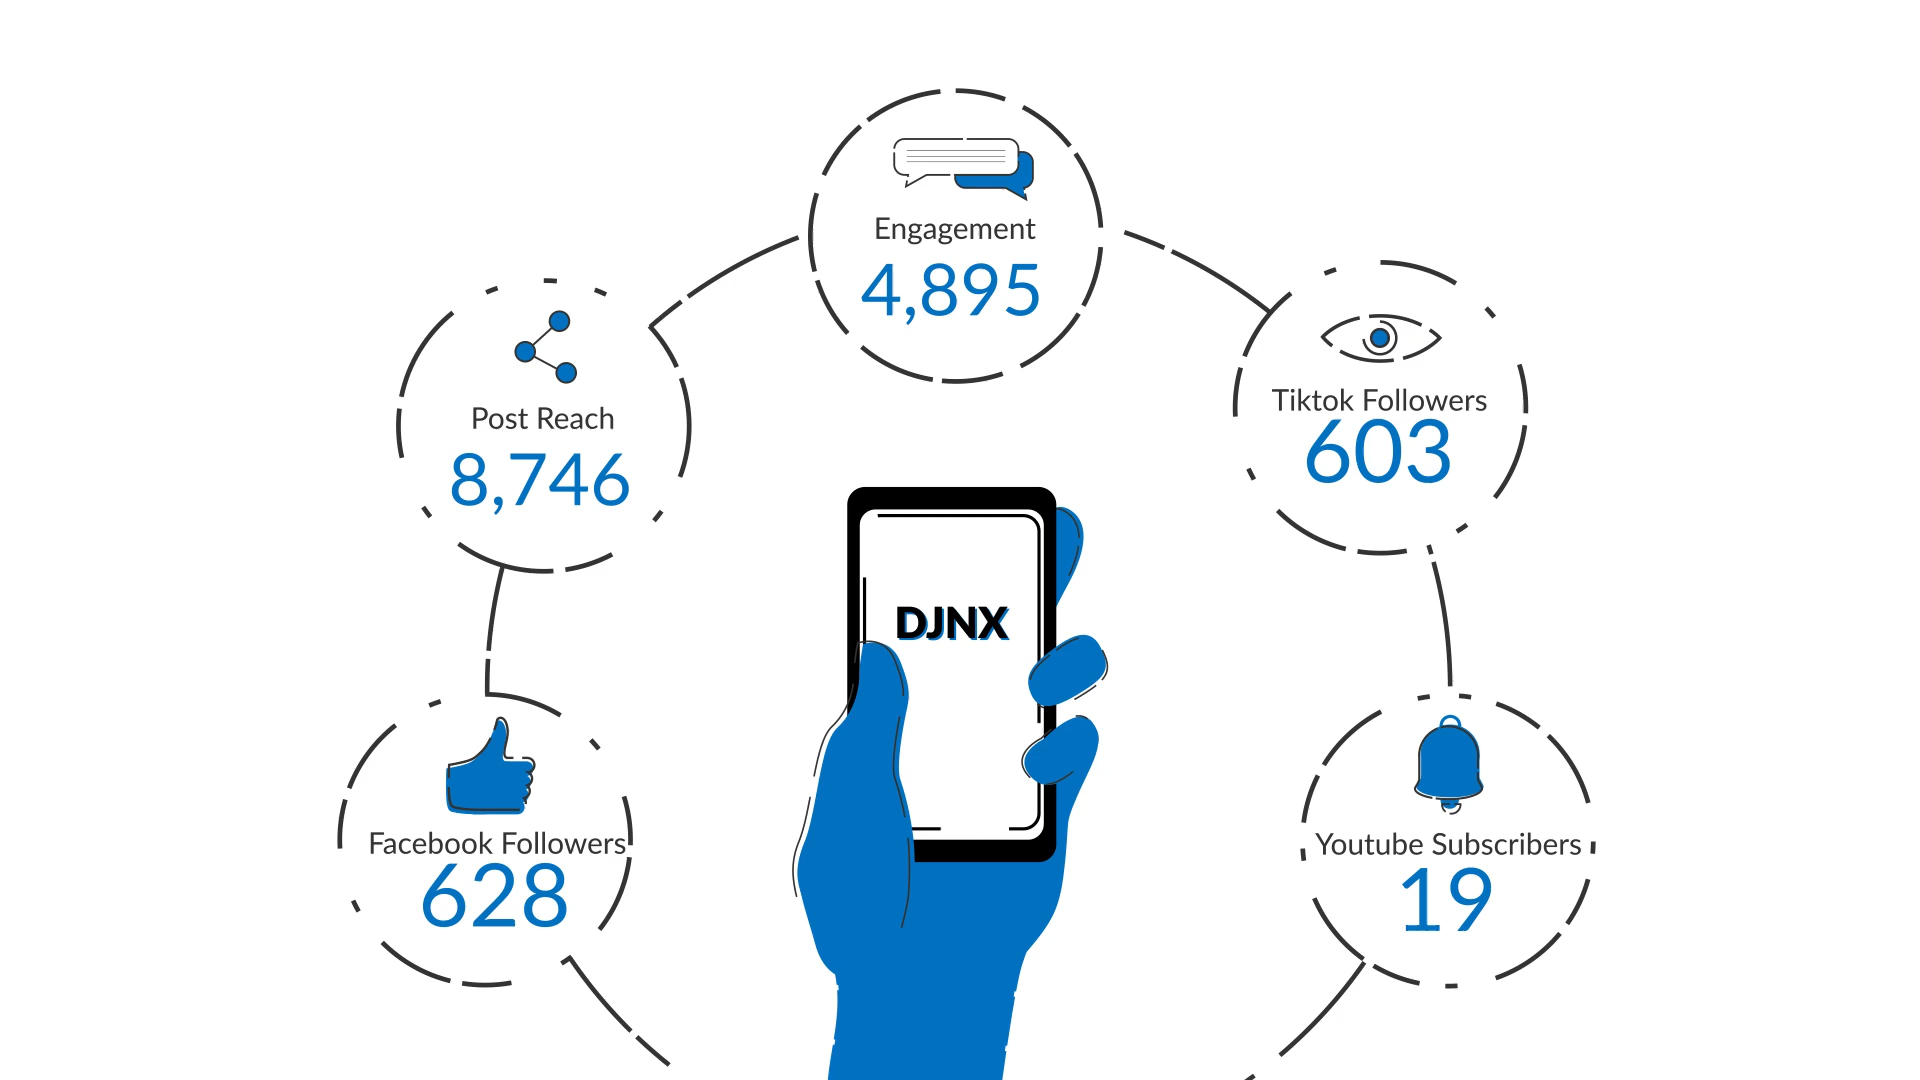 Engagement
4,895
Post Reach
8,746
Tiktok Followers
603
DJNX
Facebook Followers
628
Youtube Subscribers
19